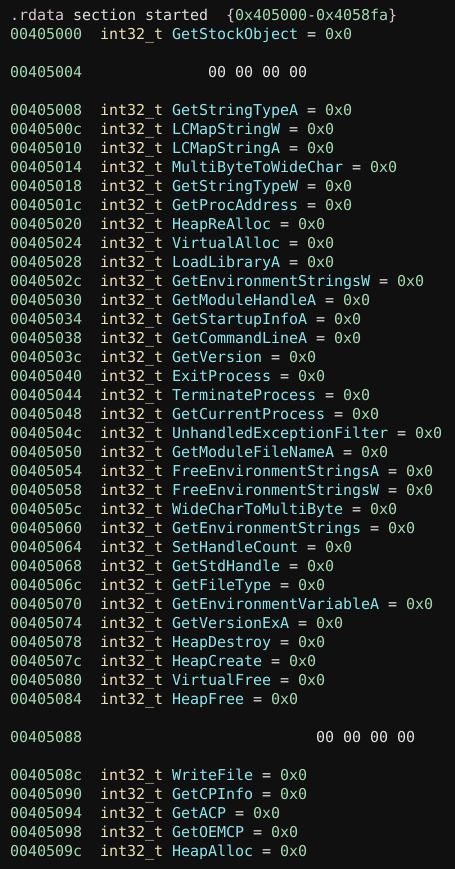 .rdata section started  {0x405000-0x4058fa}
00405000  int32_t GetStockObject = 0x0
00405004              00 00 00 00
00405008  int32_t GetStringTypeA = 0x0
0040500c  int32_t LCMapStringW = 0x0
00405010  int32_t LCMapStringA = 0x0
00405014  int32_t MultiByteToWideChar = 0x0
00405018  int32_t GetStringTypeW = 0x0
0040501c  int32_t GetProcAddress = 0x0
00405020  int32_t HeapReAlloc = 0x0
00405024  int32_t VirtualAlloc = 0x0
00405028  int32_t LoadLibraryA = 0x0
0040502c  int32_t GetEnvironmentStringsW = 0x0
00405030  int32_t GetModuleHandleA = 0x0
00405034  int32_t GetStartupInfoA = 0x0
00405038  int32_t GetCommandLineA = 0x0
0040503c  int32_t GetVersion = 0x0
00405040  int32_t ExitProcess = 0x0
00405044  int32_t TerminateProcess = 0x0
00405048  int32_t GetCurrentProcess = 0x0
0040504c  int32_t UnhandledExceptionFilter = 0x0
00405050  int32_t GetModuleFileNameA = 0x0
00405054  int32_t FreeEnvironmentStringsA = 0x0
00405058  int32_t FreeEnvironmentStringsW = 0x0
0040505c  int32_t WideCharToMultiByte = 0x0
00405060  int32_t GetEnvironmentStrings = 0x0
00405064  int32_t SetHandleCount = 0x0
00405068  int32_t GetStdHandle = 0x0
0040506c  int32_t GetFileType = 0x0
00405070  int32_t GetEnvironmentVariableA = 0x0
00405074  int32_t GetVersionExA = 0x0
00405078  int32_t HeapDestroy = 0x0
0040507c  int32_t HeapCreate = 0x0
00405080  int32_t VirtualFree = 0x0
00405084  int32_t HeapFree = 0x0
00405088                          00 00 00 00
0040508c  int32_t WriteFile = 0x0
00405090  int32_t GetCPInfo = 0x0
00405094  int32_t GetACP = 0x0
00405098  int32_t GetOEMCP = 0x0
0040509c  int32_t HeapAlloc = 0x0